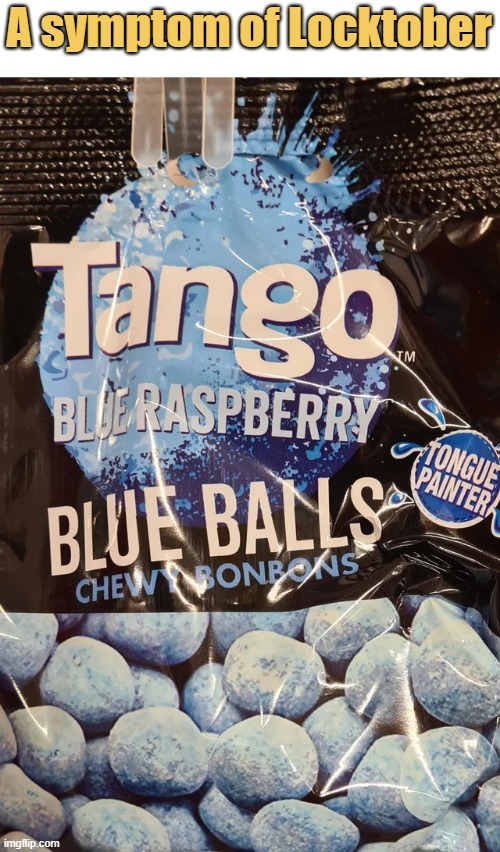 A symptom of Locktober
Tango
TM
BLUE RASPBERRY
TONGUE
PAINTER
BLUE BALLS
CHEWY BONBONS
imgflip.com